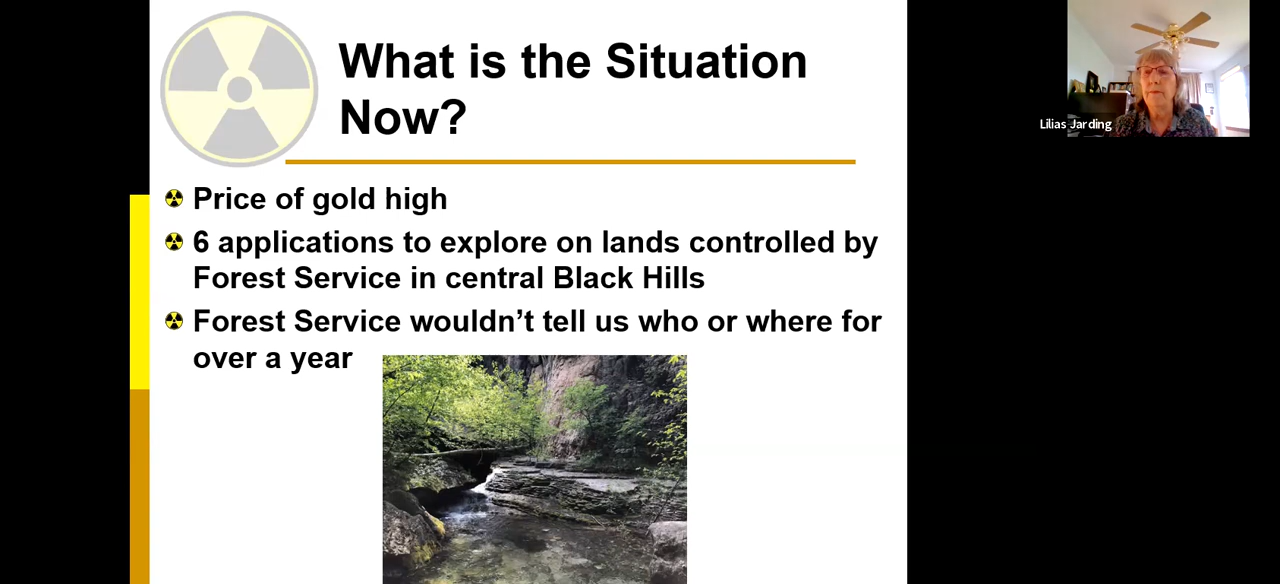 What is the Situation
Now?
Price of gold high
6 applications to explore on lands controlled by
Forest Service in central Black Hills
Forest Service wouldn’t tell us who or where for
over a year
Lilias Jarding